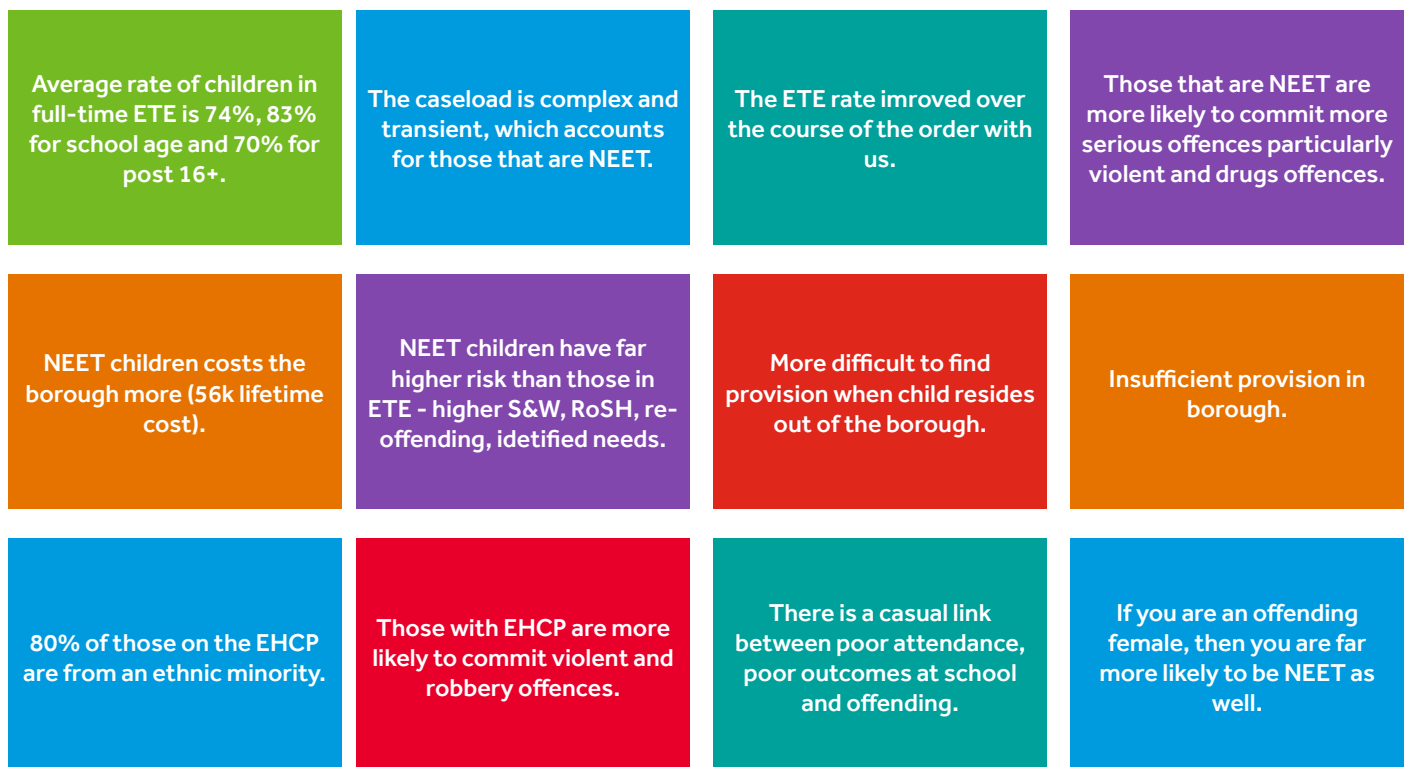 Average rate of children in
full-time ETE is 74%, 83%
for school age and 70% for
post 16+.
The caseload is complex and
transient, which accounts
for those that are NEET.
The ETE rate imroved over
the course of the order with
us.
Those that are NEET are
more likely to commit more
serious offences particularly
violent and drugs offences.
NEET children costs the
borough more (56k lifetime
cost).
NEET children have far
higher risk than those in
ETE - higher S&W, RoSH, re-
offending, idetified needs.
More difficult to find
provision when child resides
out of the borough.
Insufficient provision in
borough.
80% of those on the EHCP
are from an ethnic minority.
Those with EHCP are more
likely to commit violent and
robbery offences.
There is a casual link
between poor attendance,
poor outcomes at school
and offending.
If you are an offending
female, then you are far
more likely to be NEET as
well.